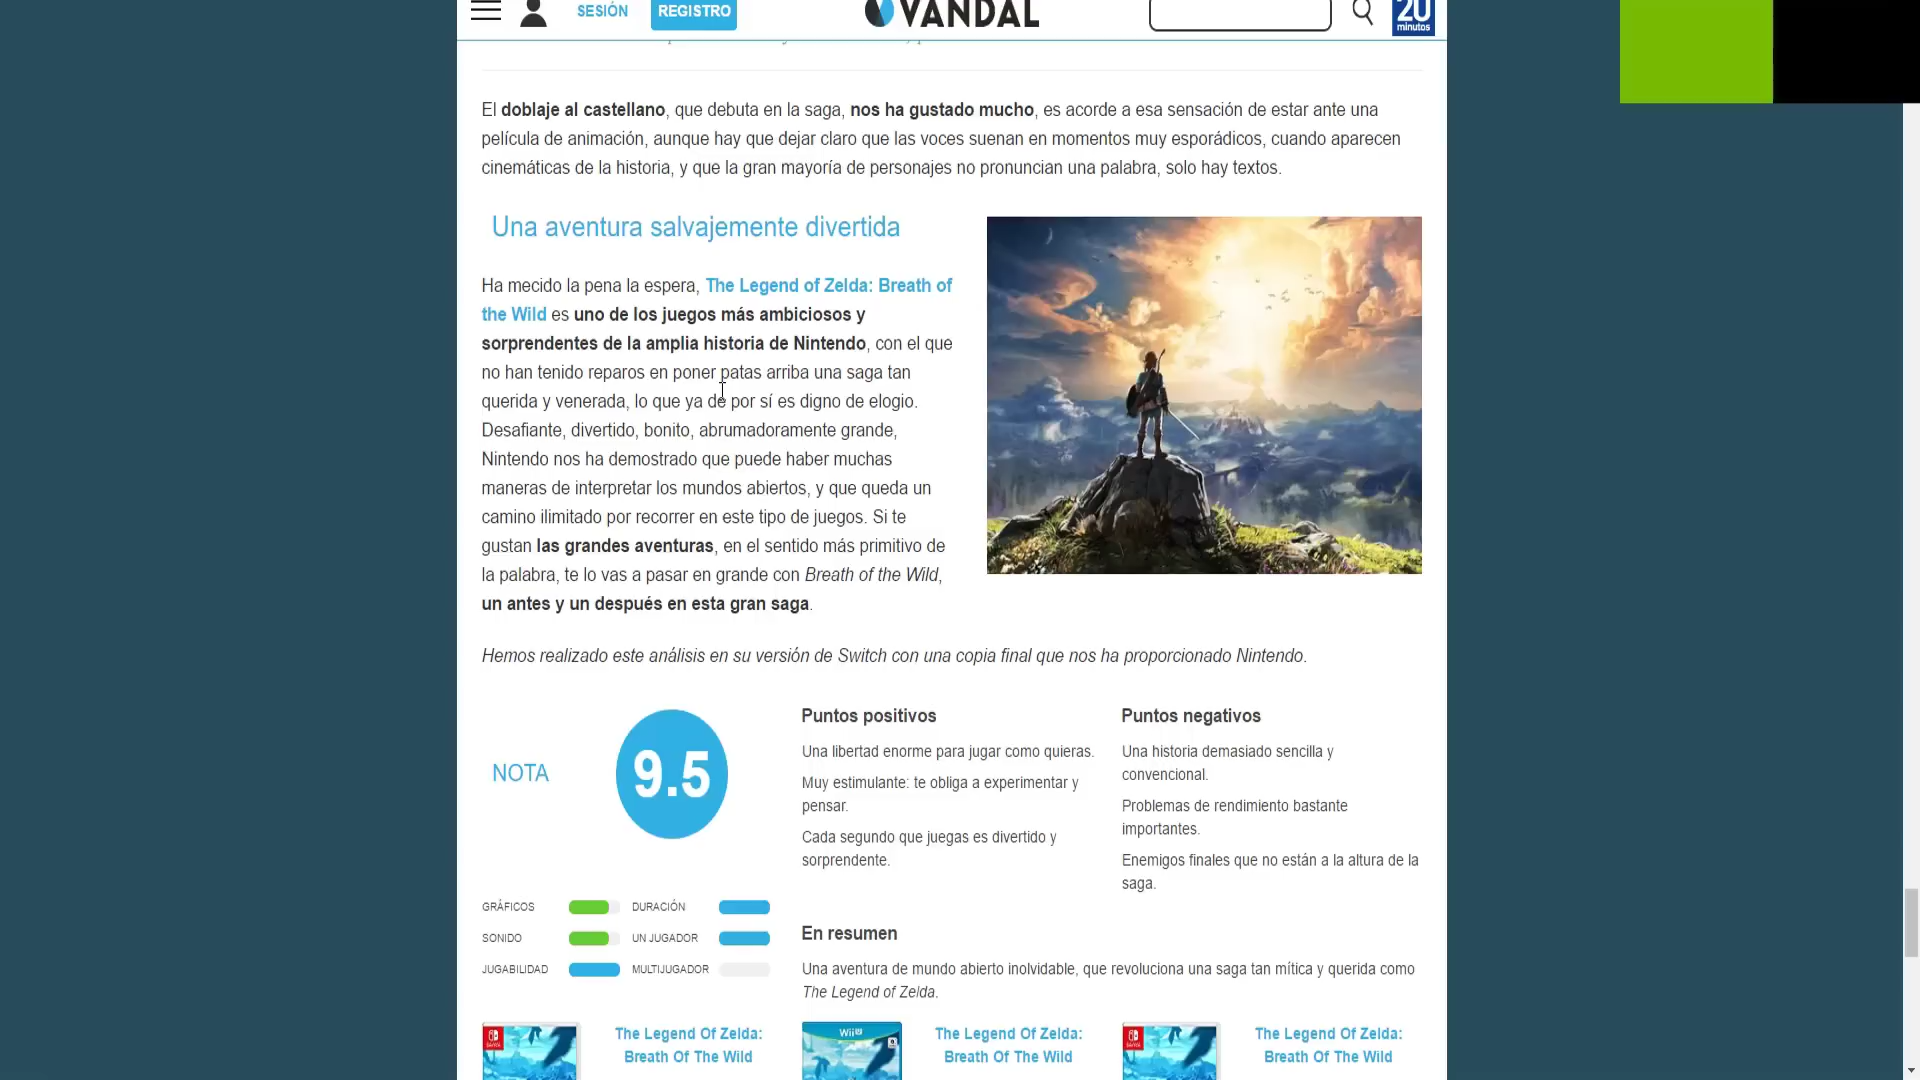 SESIÓN
REGISTRO
VANDAL
20
minutos
El doblaje al castellano, que debuta en la saga, nos ha gustado mucho, es acorde a esa sensación de estar ante una
película de animación, aunque hay que dejar claro que las voces suenan en momentos muy esporádicos, cuando aparecen
cinemáticas de la historia, y que la gran mayoría de personajes no pronuncian una palabra, solo hay textos.
Una aventura salvajemente divertida
Ha mecido la pena la espera, The Legend of Zelda: Breath of
the Wild es uno de los juegos más ambiciosos y
sorprendentes de la amplia historia de Nintendo, con el que
no han tenido reparos en poner patas arriba una saga tan
querida y venerada, lo que ya de por sí es digno de elogio.
Desafiante, divertido, bonito, abrumadoramente grande,
Nintendo nos ha demostrado que puede haber muchas
maneras de interpretar los mundos abiertos, y que queda un
camino ilimitado por recorrer en este tipo de juegos. Si te
gustan las grandes aventuras, en el sentido más primitivo de
la palabra, te lo vas a pasar en grande con Breath of the Wild,
un antes y un después en esta gran saga.
Hemos realizado este análisis en su versión de Switch con una copia final que nos ha proporcionado Nintendo.
NOTA
9.5
GRÁFICOS
DURACIÓN
SONIDO
UN JUGADOR
JUGABILIDAD
MULTIJUGADOR
Puntos positivos
Una libertad enorme para jugar como quieras.
Muy estimulante: te obliga a experimentar y
pensar.
Cada segundo que juegas es divertido y
sorprendente.
Puntos negativos
Una historia demasiado sencilla y
convencional.
Problemas de rendimiento bastante
importantes.
Enemigos finales que no están a la altura de la
saga.
En resumen
Una aventura de mundo abierto inolvidable, que revoluciona una saga tan mítica y querida como
The Legend of Zelda.
The Legend Of Zelda:
Breath Of The Wild
Wii U
The Legend Of Zelda:
Breath Of The Wild
The Legend Of Zelda:
Breath Of The Wild